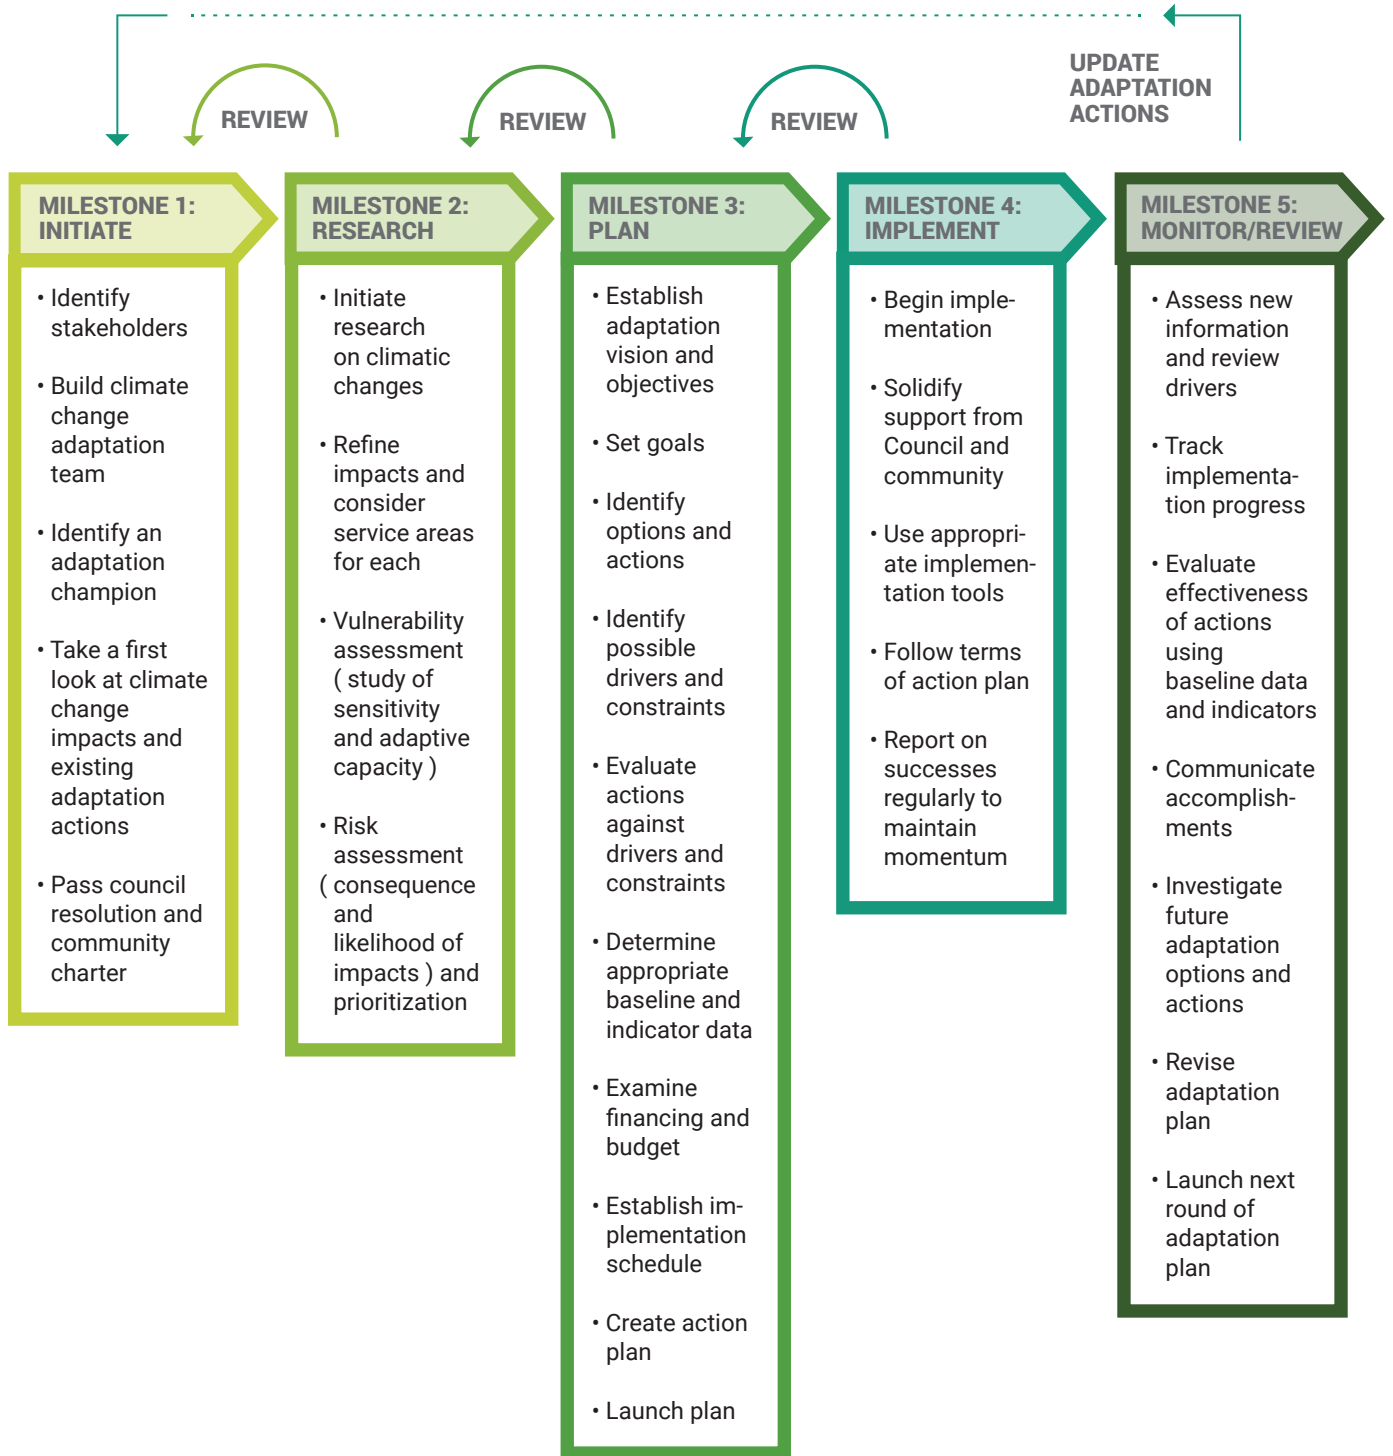 UPDATE
ADAPTATION
ACTIONS
REVIEW
REVIEW
REVIEW
MILESTONE 1:
INITIATE
• Identify
stakeholders
• Build climate
change
adaptation
team
• Identify an
adaptation
champion
• Take a first
look at climate
change
impacts and
existing
adaptation
actions
• Pass council
resolution and
community
charter
MILESTONE 2:
RESEARCH
• Initiate
research
on climatic
changes
• Refine
impacts and
consider
service areas
for each
• Vulnerability
assessment
( study of
sensitivity
and adaptive
capacity )
• Risk
assessment
( consequence
and
likelihood of
impacts ) and
prioritization
MILESTONE 3:
PLAN
• Establish
adaptation
vision and
objectives
• Set goals
• Identify
options and
actions
• Identify
possible
drivers and
constraints
• Evaluate
actions
against
drivers and
constraints
• Determine
appropriate
baseline and
indicator data
• Examine
financing and
budget
• Establish im-
plementation
schedule
• Create action
plan
• Launch plan
MILESTONE 4:
IMPLEMENT
• Begin imple-
mentation
• Solidify
support from
Council and
community
• Use appropri-
ate implemen-
tation tools
• Follow terms
of action plan
• Report on
successes
regularly to
maintain
momentum
MILESTONE 5:
MONITOR/REVIEW
• Assess new
information
and review
drivers
• Track
implementa-
tion progress
• Evaluate
effectiveness
of actions
using
baseline data
and indicators
• Communicate
accomplish-
ments
• Investigate
future
adaptation
options and
actions
• Revise
adaptation
plan
• Launch next
round of
adaptation
plan